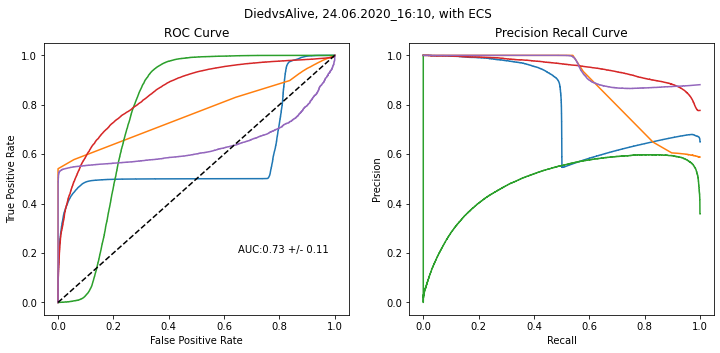 DiedvsAlive, 24.06.2020_16:10, with ECS
ROC Curve
True Positive Rate
1.0
0.8
0.6
0.4
0.2
0.0
AUC:0.73 +/- 0.11
0.0 0.2 0.4 0.6 0.8 1.0
False Positive Rate
Precision Recall Curve
Precision
1.0
0.8
0.6
0.4
0.2
0.0
0.0 0.2 0.4 0.6 0.8 1.0
Recall